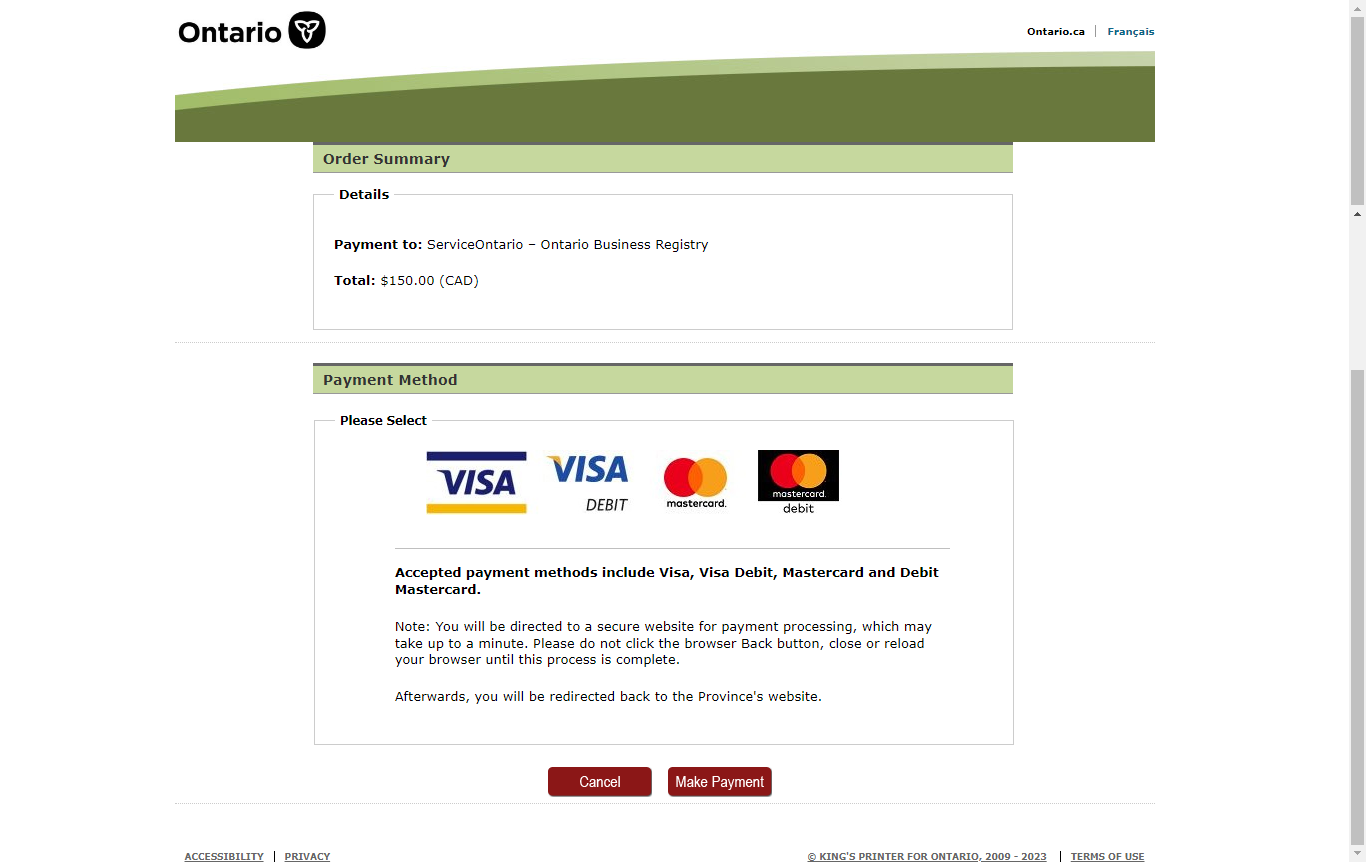 Ontario
Ontario.ca
Français
Order Summary
Details
Payment to: ServiceOntario – Ontario Business Registry
Total: $150.00 (CAD)
Payment Method
Please Select
VISA
VISA
DEBIT
mastercard.
mastercard.
debit
Accepted payment methods include Visa, Visa Debit, Mastercard and Debit
Mastercard.
Note: You will be directed to a secure website for payment processing, which may
take up to a minute. Please do not click the browser Back button, close or reload
your browser until this process is complete.
Afterwards, you will be redirected back to the Province's website.
Cancel
Make Payment
ACCESSIBILITY
PRIVACY
© KING'S PRINTER FOR ONTARIO, 2009 - 2023
TERMS OF USE